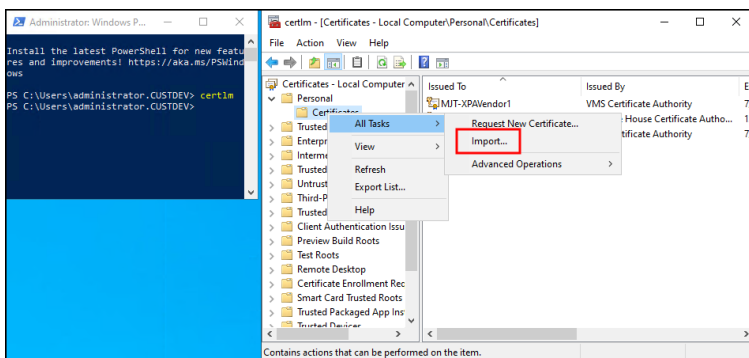 Administrator: Windows P...
Install the latest PowerShell for new featu
res and improvements! https://aka.ms/PSWind
ows
PS C:\Users\administrator.CUSTDEV> certlm
PS C:\Users\administrator.CUSTDEV>
certlm - [Certificates - Local Computer\Personal\Certificates]
File Action View Help
Certificates - Local Computer
Personal
Certificates
Trusted
Enterpr
Interme
Trusted
Untrust
Third-P
Trusted
Client Authentication Issu
Preview Build Roots
Test Roots
Remote Desktop
Certificate Enrollment Rec
Smart Card Trusted Roots
Trusted Packaged App Ins
Trusted Devices
All Tasks
View
Refresh
Export List...
Help
Request New Certificate...
Import...
Advanced Operations
Issued To Issued By E
MJT-XPAVendor1 VMS Certificate Authority 7
House Certificate Autho... 1
tificate Authority 7
Contains actions that can be performed on the item.